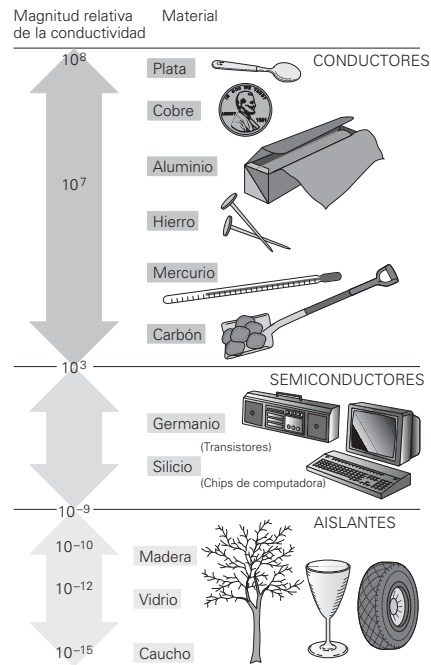 Magnitud relativa Material
de la conductividad
10⁸ CONDUCTORES
Plata
Cobre
Aluminio
10⁷
Hierro
Mercurio
Carbón
10³
SEMICONDUCTORES
Germanio
(Transistores)
Silicio
(Chips de computadora)
10⁻⁹
AISLANTES
10⁻¹⁰
Madera
10⁻¹²
Vidrio
10⁻¹⁵ Caucho